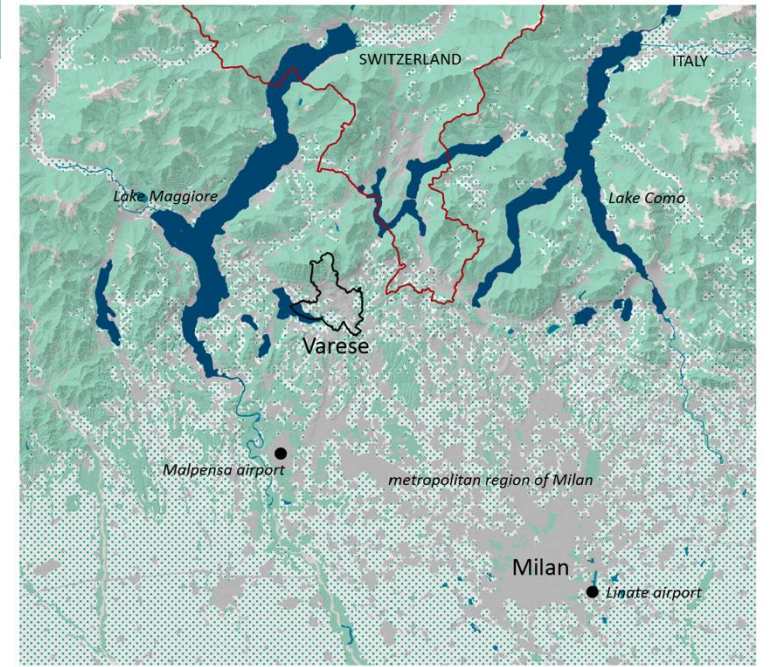 SWITZERLAND
ITALY
Lake Maggiore
Lake Como
Varese
Malpensa airport
metropolitan region of Milan
Milan
Linate airport